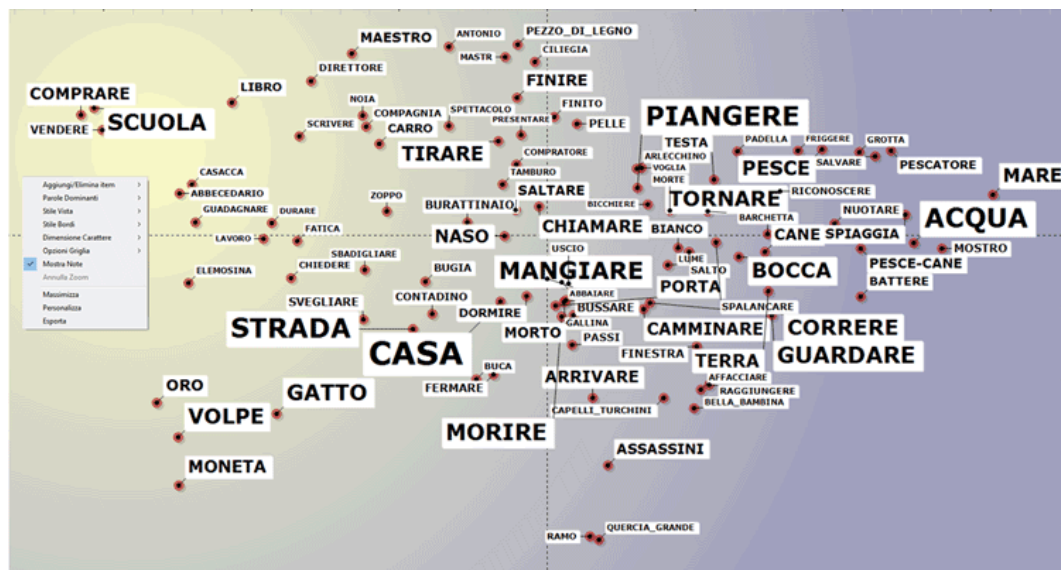 MAESTRO
ANTONIO
PEZZO_DI_LEGNO
MASTR
CILIEGIA
DIRETTORE
FINIRE
COMPRARE
LIBRO
VENDERE
SCUOLA
NOIA
COMPAGNIA
SPETTACOLO
FINITO
SCRIVERE
CARRO
PRESENTARE
PELLE
PIANGERE
TIRARE
TESTA
PADELLA
FRIGGERE
GROTTA
ARLECCHINO
PESCE
SALVARE
PESCATORE
COMPRATORE
VOGLIA
CASACCA
TAMBURO
MORTE
MARE
ABBECEDARIO
ZOPPO
SALTARE
TORNARE
RICONOSCERE
BURATTINAIO
BICCHIERE
GUADAGNARE
DURARE
CHIAMARE
BARCHETTA
NUOTARE
ACQUA
LAVORO
FATICA
NASO
BIANCO
CANE
SPIAGGIA
USCIO
SBADIGLIARE
LUME
MOSTRO
ELEMOSINA
CHIEDERE
BUGIA
MANGIARE
SALTO
BOCCA
PESCE-CANE
PORTA
BATTERE
SVEGLIARE
CONTADINO
ABBAIARE
DORMIRE
BUSSARE
SPALANCARE
STRADA
MORTO
GALLINA
CAMMINARE
CORRERE
CASA
PASSI
FINESTRA
TERRA
GUARDARE
BUCA
ORO
FERMARE
ARRIVARE
AFFACCIARE
GATTO
RAGGIUNGERE
VOLPE
CAPELLI_TURCHINI
BELLA_BAMBINA
MORIRE
ASSASSINI
MONETA
RAMO
QUERCIA_GRANDE
Aggiungi/Elimina item
Parole Dominanti
Stile Vista
Stile Bordi
Dimensione Carattere
Opzioni Griglia
Mostra Note
Annulla Zoom
Massimizza
Personalizza
Esporta